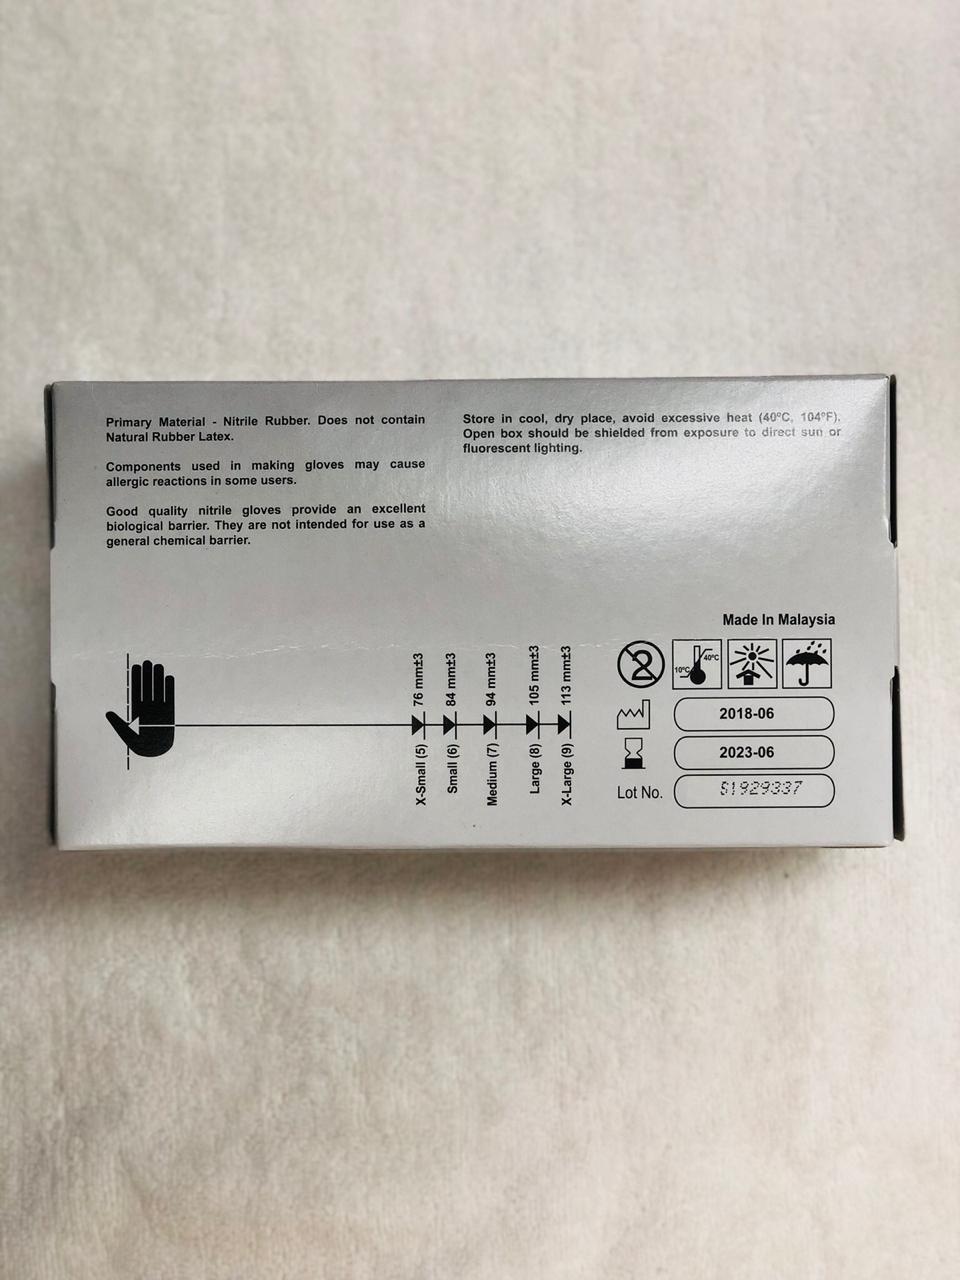 Primary Material - Nitrile Rubber. Does not contain
Natural Rubber Latex.
Components used in making gloves may cause
allergic reactions in some users.
Good quality nitrile gloves provide an excellent
biological barrier. They are not intended for use as a
general chemical barrier.
Store in cool, dry place, avoid excessive heat (40ºC, 104ºF).
Open box should be shielded from exposure to direct sun or
fluorescent lighting.
X-Small (5) 76 mm±3
Small (6) 84 mm±3
Medium (7) 94 mm±3
Large (8) 105 mm±3
X-Large (9) 113 mm±3
Made In Malaysia
2
10ºC 40ºC
2018-06
2023-06
Lot No. 51929337